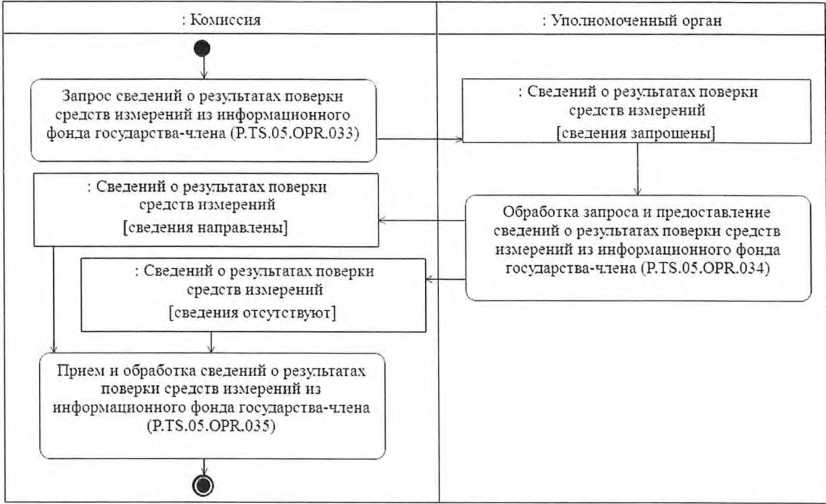 : Комиссия
: Уполномоченный орган
Запрос сведений о результатах поверки
средств измерений из информационного
фонда государства-члена (P.TS.05.OPR.033)
: Сведений о результатах поверки
средств измерений
[сведения запрошены]
: Сведений о результатах поверки
средств измерений
[сведения направлены]
Обработка запроса и предоставление
сведений о результатах поверки средств
измерений из информационного фонда
государства-члена (P.TS.05.OPR.034)
: Сведений о результатах поверки
средств измерений
[сведения отсутствуют]
Прием и обработка сведений о результатах
поверки средств измерений из
информационного фонда государства-члена
(P.TS.05.OPR.035)